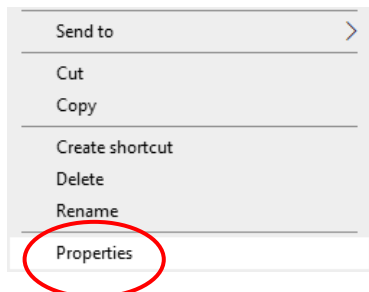 Send to
Cut
Copy
Create shortcut
Delete
Rename
Properties